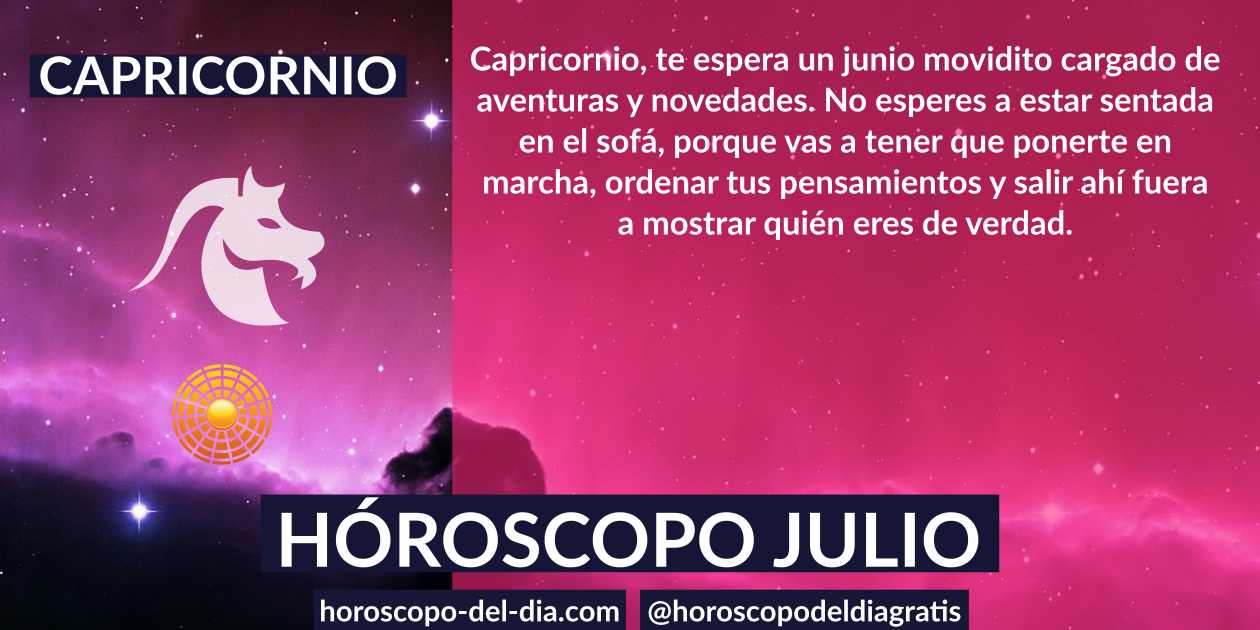 CAPRICORNIO
Capricornio, te espera un junio movidito cargado de
aventuras y novedades. No esperes a estar sentada
en el sofá, porque vas a tener que ponerte en
marcha, ordenar tus pensamientos y salir ahí fuera
a mostrar quién eres de verdad.
HÓROSCOPO JULIO
horoscopo-del-dia.com
@horoscopodeldiagratis